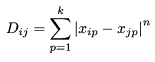 D_{ij} = \sum_{p=1}^{k} |x_{ip} - x_{jp}|^n